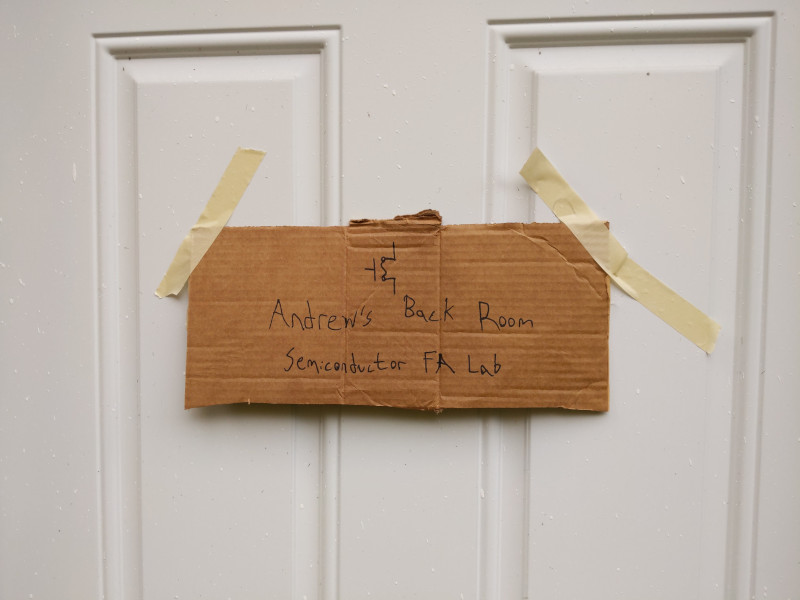 Andrew's Back Room
Semiconductor FA Lab